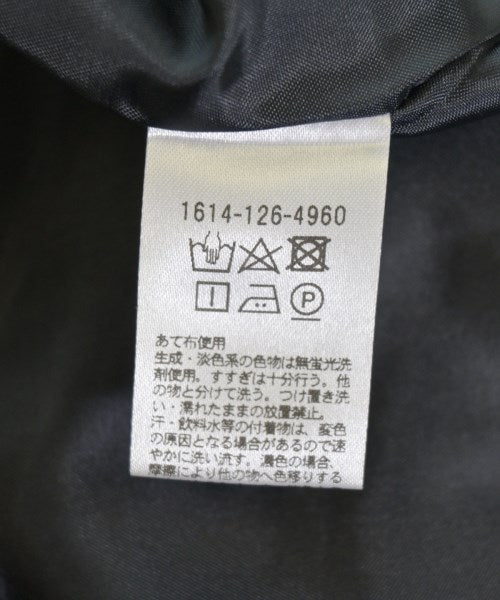 1614-126-4960
P
あて布使用
生成・淡色系の色物は無蛍光洗
剤使用。すすぎは十分行う。他
の物と分けて洗う。つけ置き洗
い・濡れたままの放置禁止。
汗・飲料水等の付着物は、変色
の原因となる場合があるので速
やかに洗い流す。濃色の場合、
摩擦により他の物へ色移りする